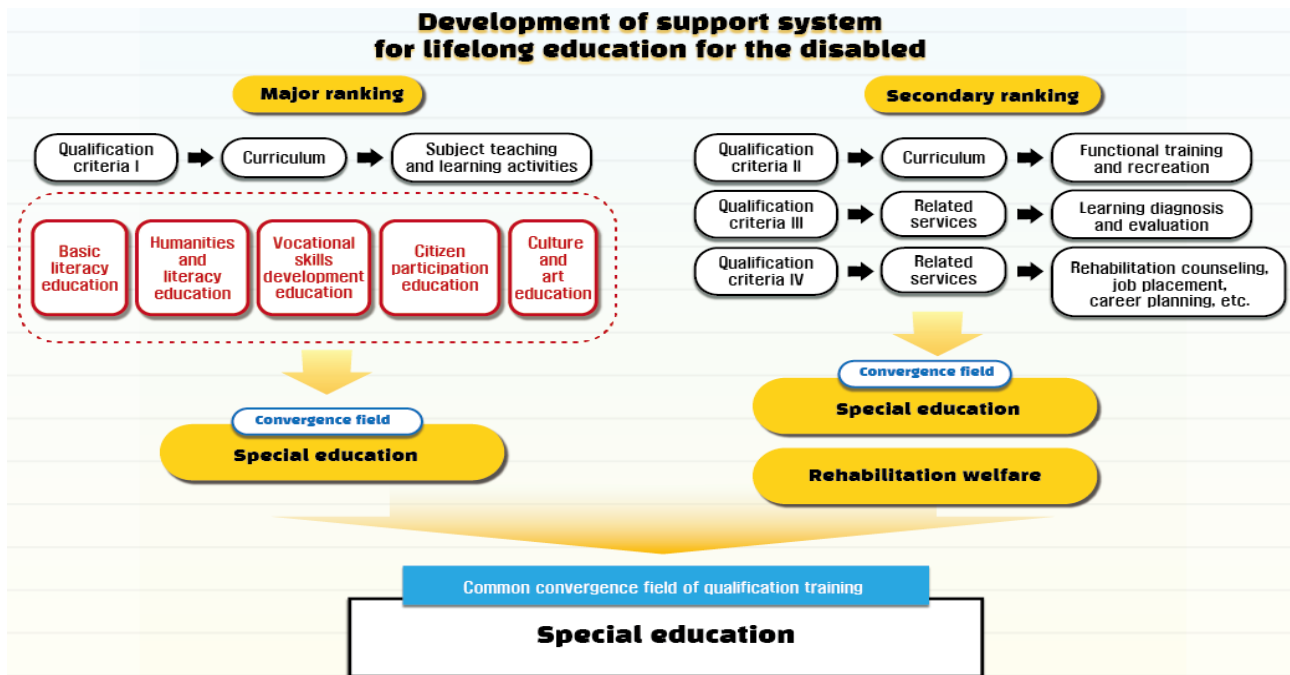 Development of support system
for lifelong education for the disabled
Major ranking
Qualification
criteria I
Curriculum
Subject teaching
and learning activities
Basic
literacy
education
Humanities
and
literacy
education
Vocational
skills
development
education
Citizen
participation
education
Culture
and
art
education
Convergence field
Special education
Secondary ranking
Qualification
criteria II
Curriculum
Functional training
and recreation
Qualification
criteria III
Related
services
Learning diagnosis
and evaluation
Qualification
criteria IV
Related
services
Rehabilitation counseling,
job placement,
career planning, etc.
Convergence field
Special education
Rehabilitation welfare
Common convergence field of qualification training
Special education